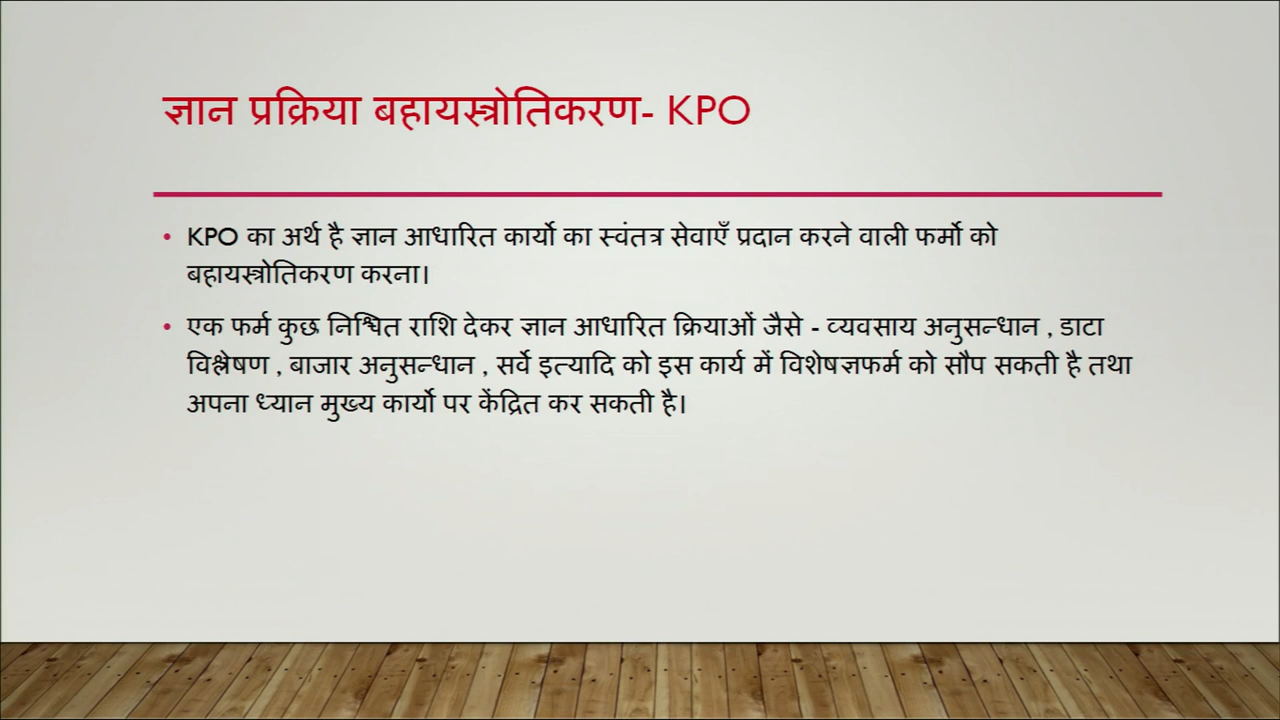 ज्ञान प्रक्रिया बहायस्त्रोतिकरण- KPO
• KPO का अर्थ है ज्ञान आधारित कार्यो का स्वंतत्र सेवाएँ प्रदान करने वाली फर्मो को
बहायस्त्रोतिकरण करना।
• एक फर्म कुछ निश्चित राशि देकर ज्ञान आधारित क्रियाओं जैसे - व्यवसाय अनुसन्धान , डाटा
विश्लेषण , बाजार अनुसन्धान , सर्वे इत्यादि को इस कार्य में विशेषज्ञफर्म को सौप सकती है तथा
अपना ध्यान मुख्य कार्यो पर केंद्रित कर सकती है।